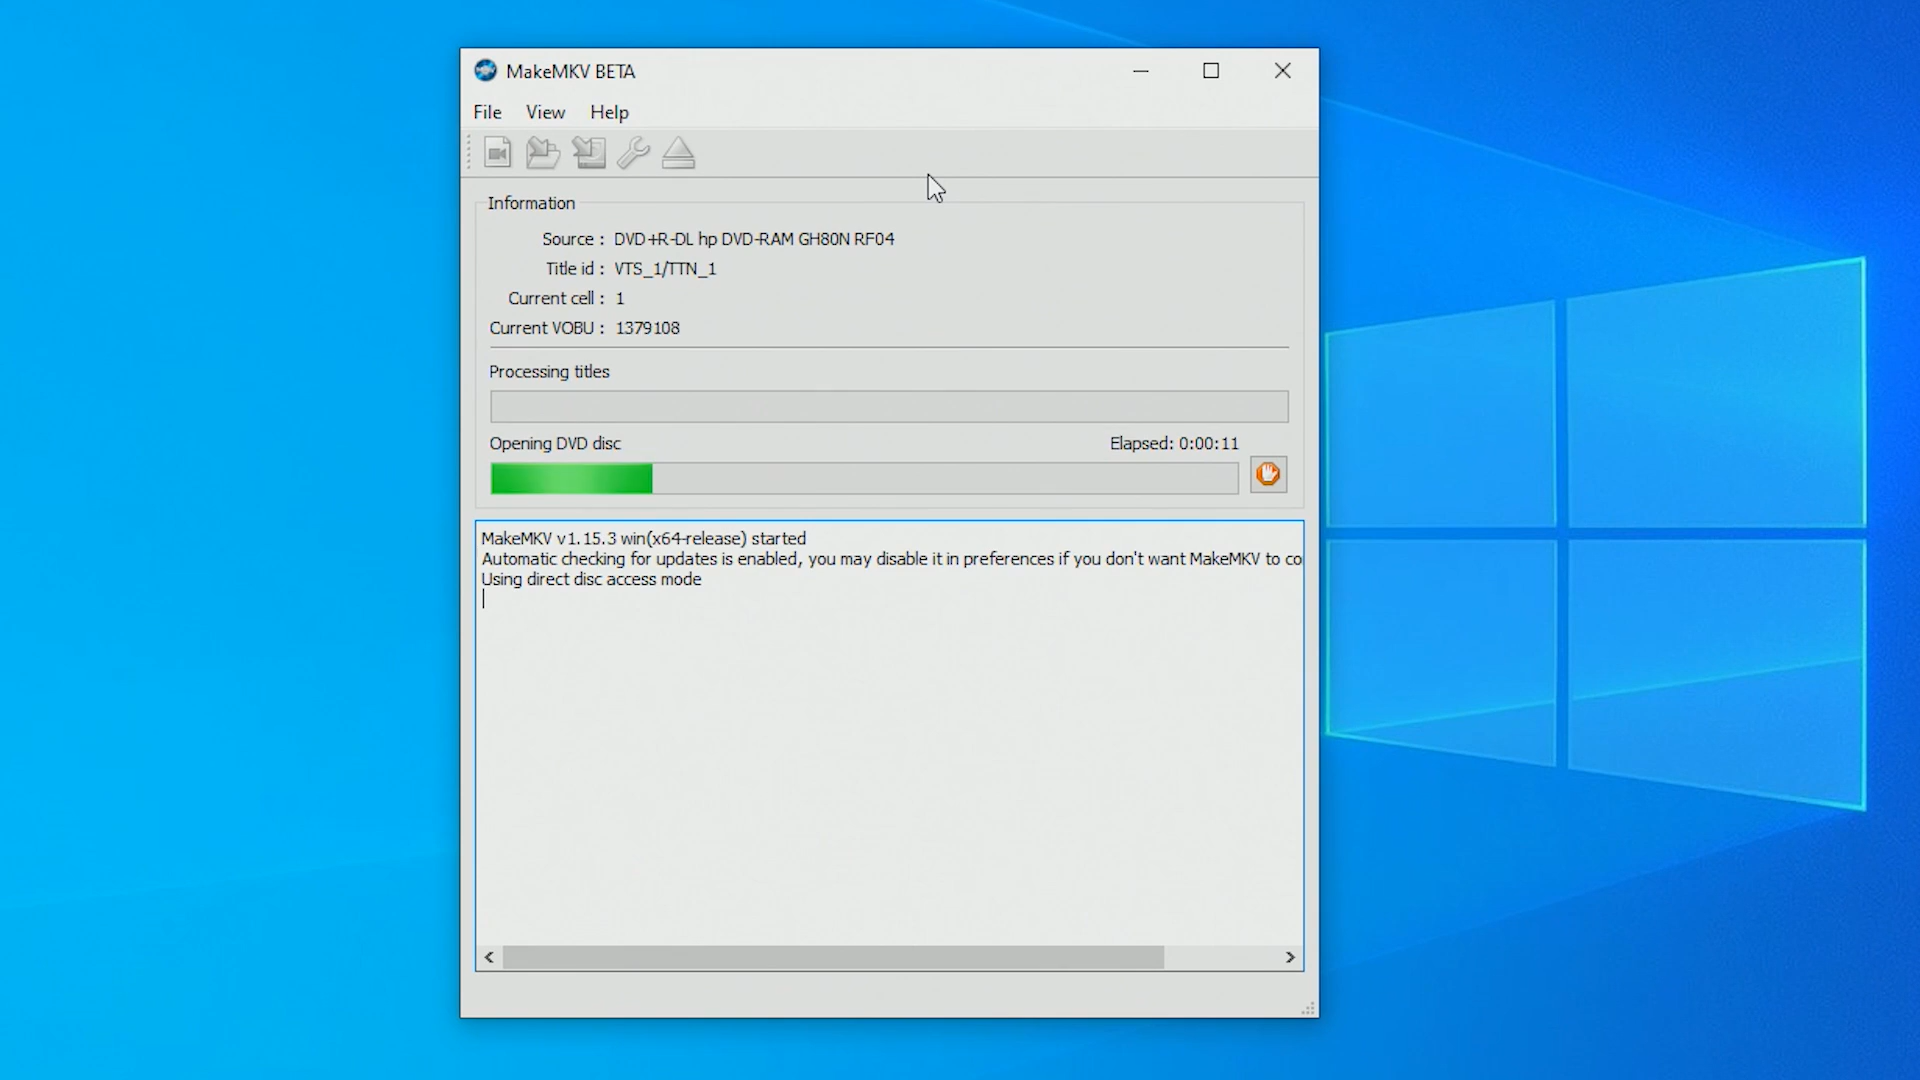 MakeMKV BETA
File View Help
Information
Source : DVD+R-DL hp DVD-RAM GH80N RF04
Title id : VTS_1/TTN_1
Current cell : 1
Current VOBU : 1379108
Processing titles
Opening DVD disc Elapsed: 0:00:11
MakeMKV v1.15.3 win(x64-release) started
Automatic checking for updates is enabled, you may disable it in preferences if you don't want MakeMKV to co
Using direct disc access mode